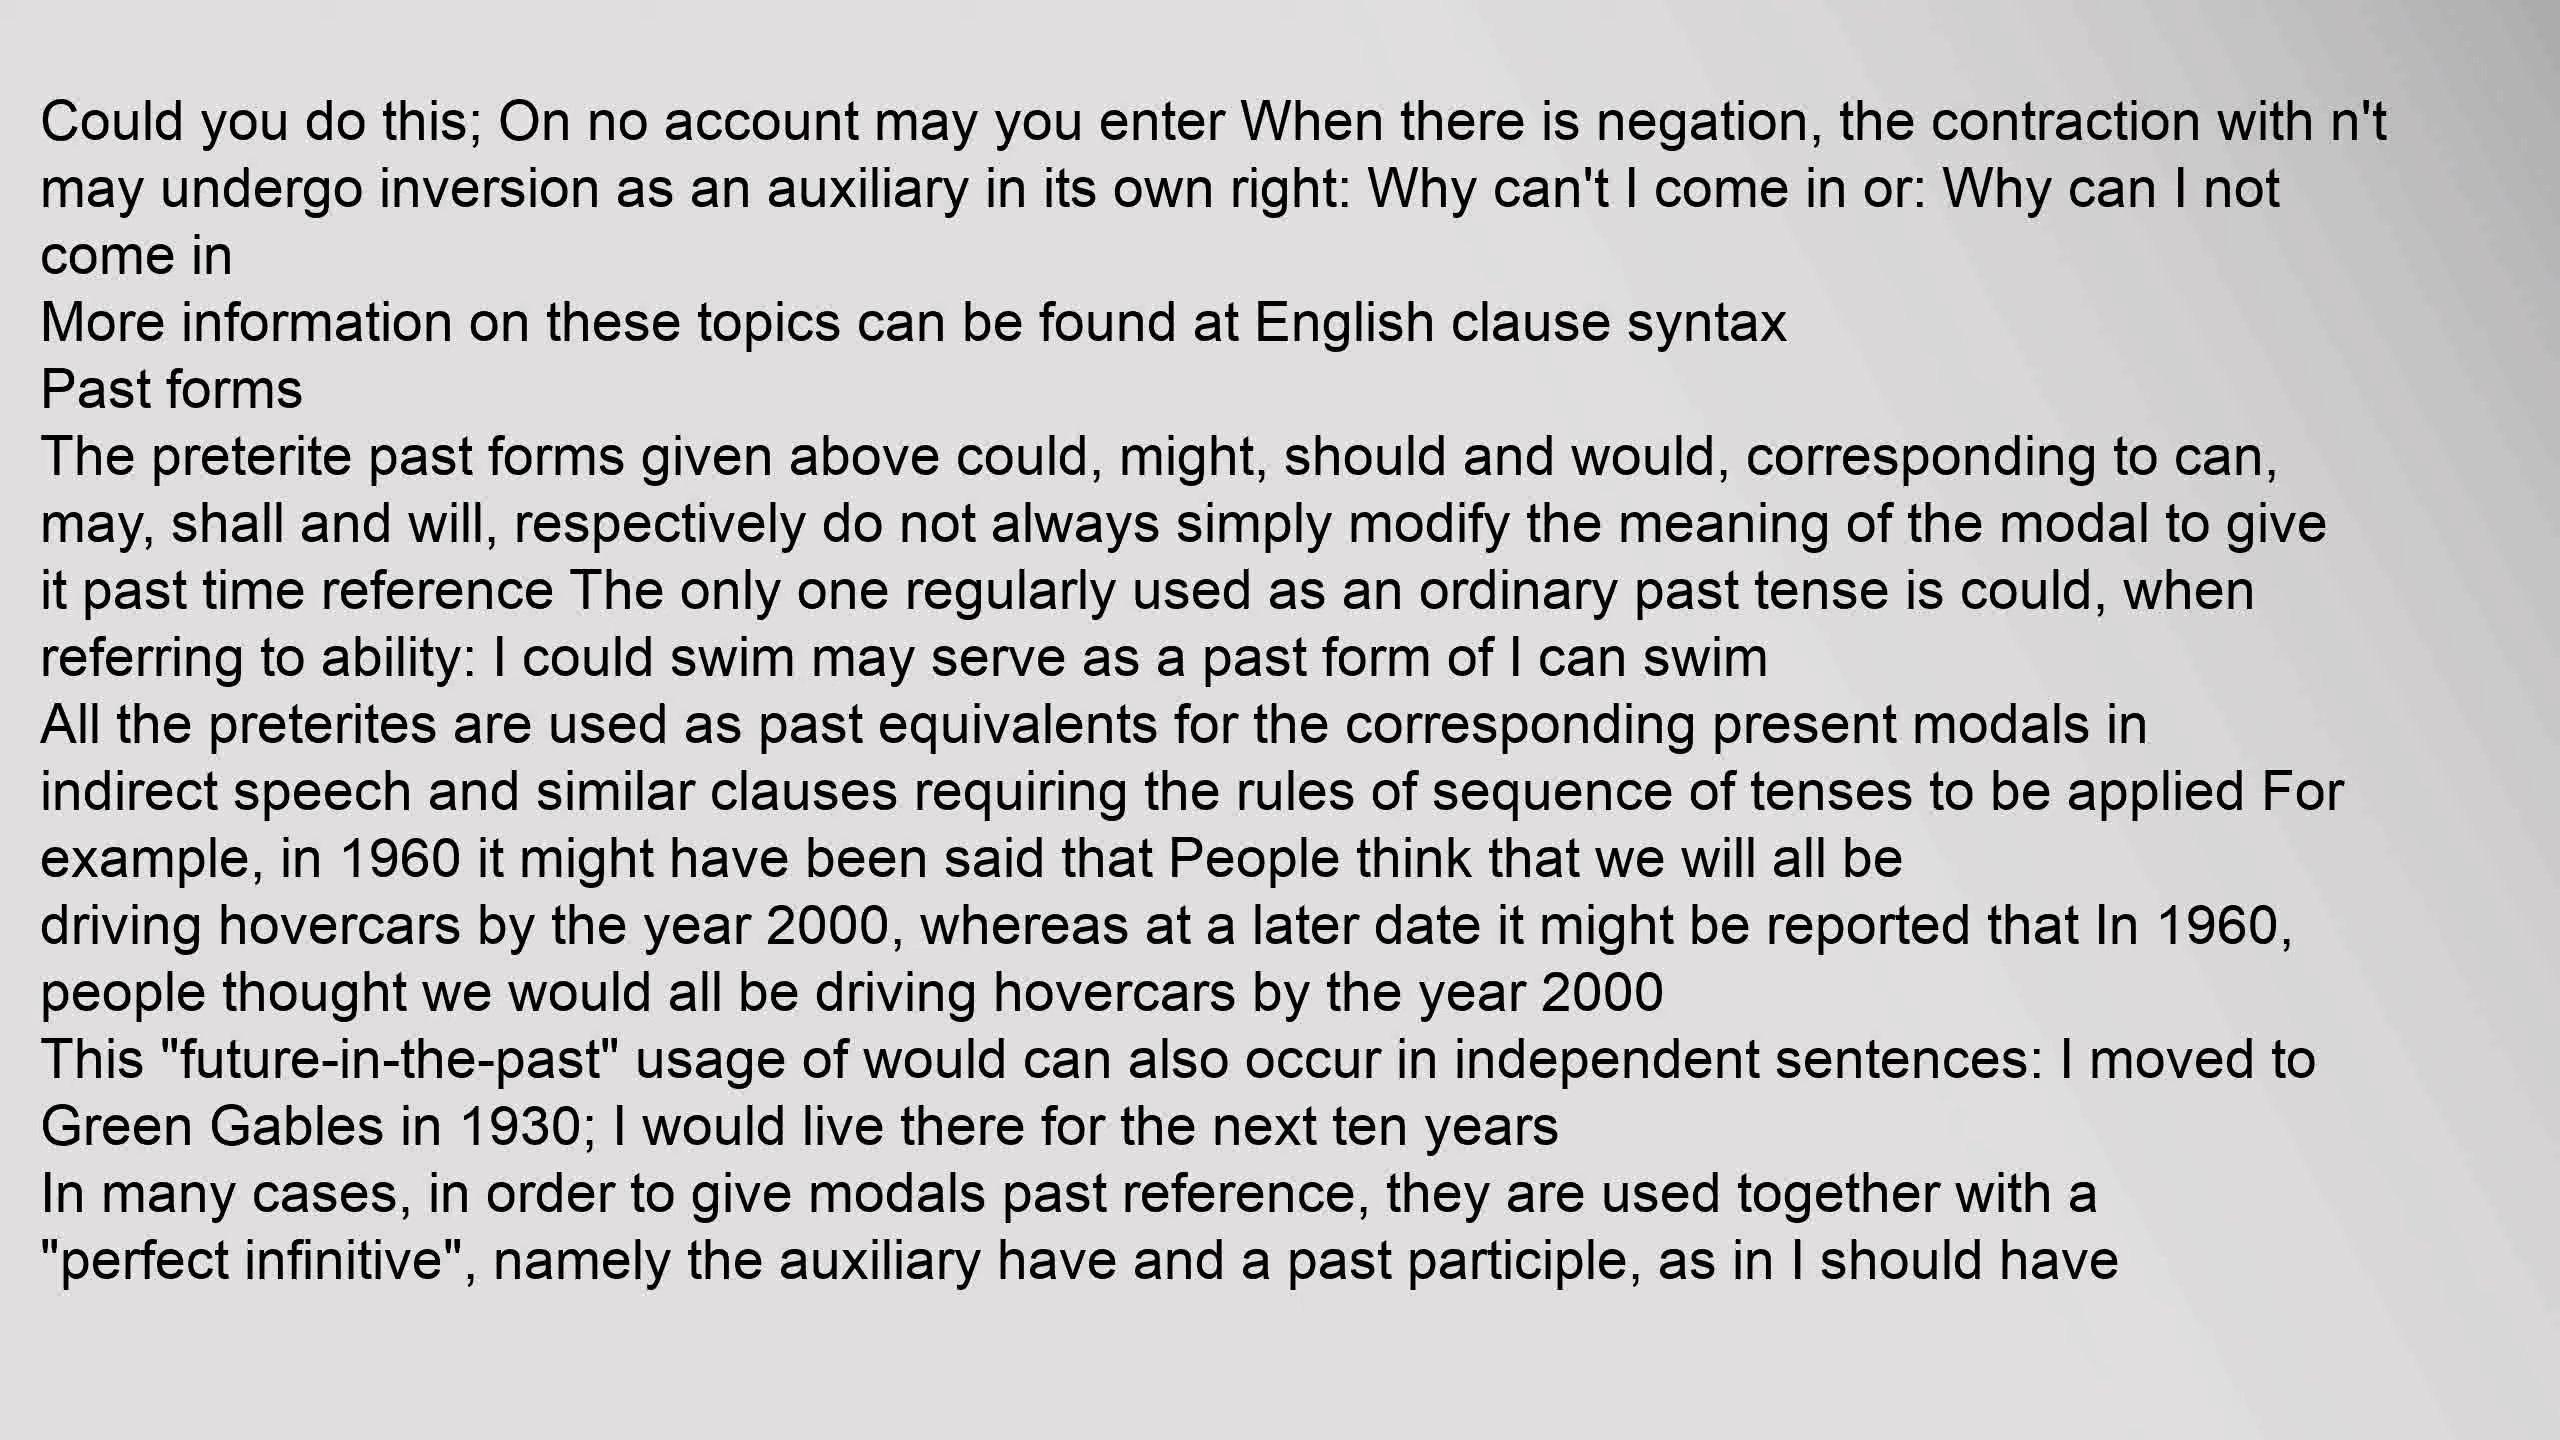 Could you do this; On no account may you enter When there is negation, the contraction with n't
may undergo inversion as an auxiliary in its own right: Why can't I come in or: Why can I not
come in
More information on these topics can be found at English clause syntax
Past forms
The preterite past forms given above could, might, should and would, corresponding to can,
may, shall and will, respectively do not always simply modify the meaning of the modal to give
it past time reference The only one regularly used as an ordinary past tense is could, when
referring to ability: I could swim may serve as a past form of I can swim
All the preterites are used as past equivalents for the corresponding present modals in
indirect speech and similar clauses requiring the rules of sequence of tenses to be applied For
example, in 1960 it might have been said that People think that we will all be
driving hovercars by the year 2000, whereas at a later date it might be reported that In 1960,
people thought we would all be driving hovercars by the year 2000
This "future-in-the-past" usage of would can also occur in independent sentences: I moved to
Green Gables in 1930; I would live there for the next ten years
In many cases, in order to give modals past reference, they are used together with a
"perfect infinitive", namely the auxiliary have and a past participle, as in I should have